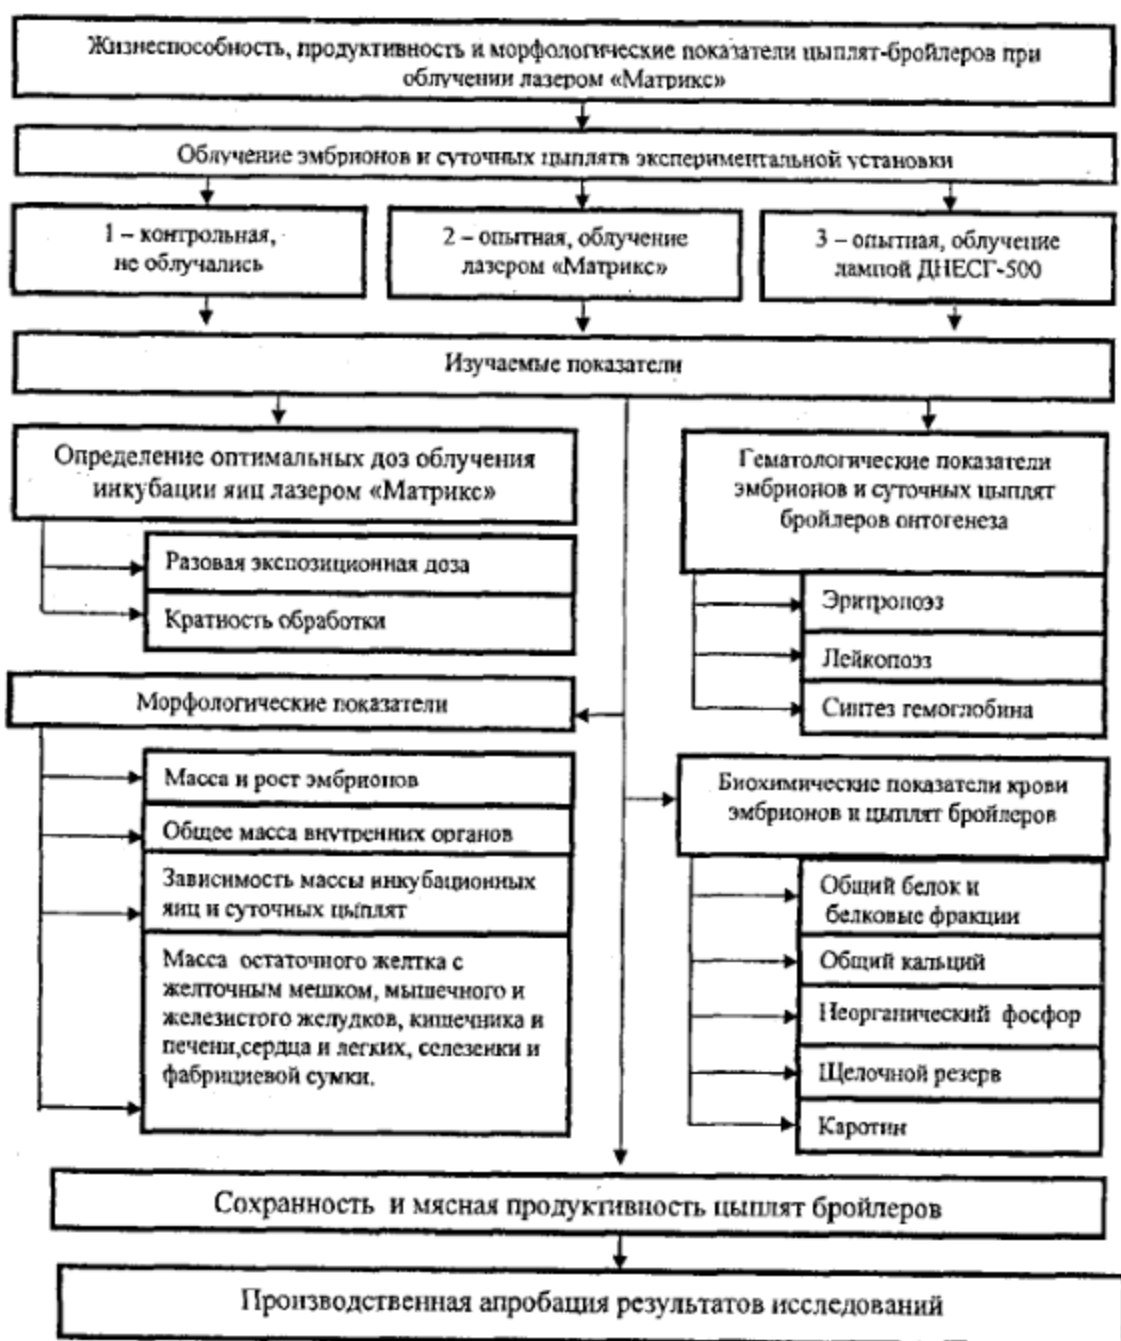 Жизнеспособность, продуктивность и морфологические показатели цыплят-бройлеров при
облучении лазером «Матрикс»
Облучение эмбрионов и суточных цыплятв экспериментальной установки
1 – контрольная,
не облучались
2 – опытная, облучение
лазером «Матрикс»
3 – опытная, облучение
лампой ДНЕСГ-500
Изучаемые показатели
Определение оптимальных доз облучения
инкубации яиц лазером «Матрикс»
Разовая экспозиционная доза
Кратность обработки
Морфологические показатели
Масса и рост эмбрионов
Общее масса внутренних органов
Зависимость массы инкубационных
яиц и суточных цыплят
Масса остаточного желтка с
желточным мешком, мышечного и
железистого желудков, кишечника и
печени,сердца и легких, селезенки и
фабрициевой сумки.
Гематологические показатели
эмбрионов и суточных цыплят
бройлеров онтогенеза
Эритропоэз
Лейкопоэз
Синтез гемоглобина
Биохимические показатели крови
эмбрионов и цыплят бройлеров
Общий белок и
белковые фракции
Общий кальций
Неорганический фосфор
Щелочной резерв
Каротин
Сохранность и мясная продуктивность цыплят бройлеров
Производственная апробация результатов исследований